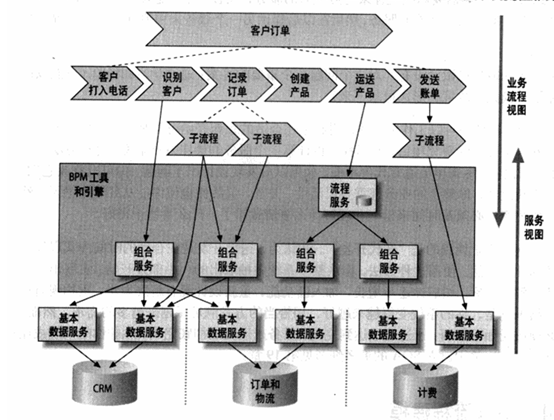 客户订单
客户
打入电话
识别
客户
记录
订单
创建
产品
运送
产品
发送
账单
业务
流程
视图
子流程
子流程
子流程
BPM 工具
和引擎
流程
服务
服务
视图
组合
服务
组合
服务
组合
服务
组合
服务
基本
数据服务
基本
数据服务
基本
数据服务
基本
数据服务
基本
数据服务
基本
数据服务
CRM
订单和
物流
计费